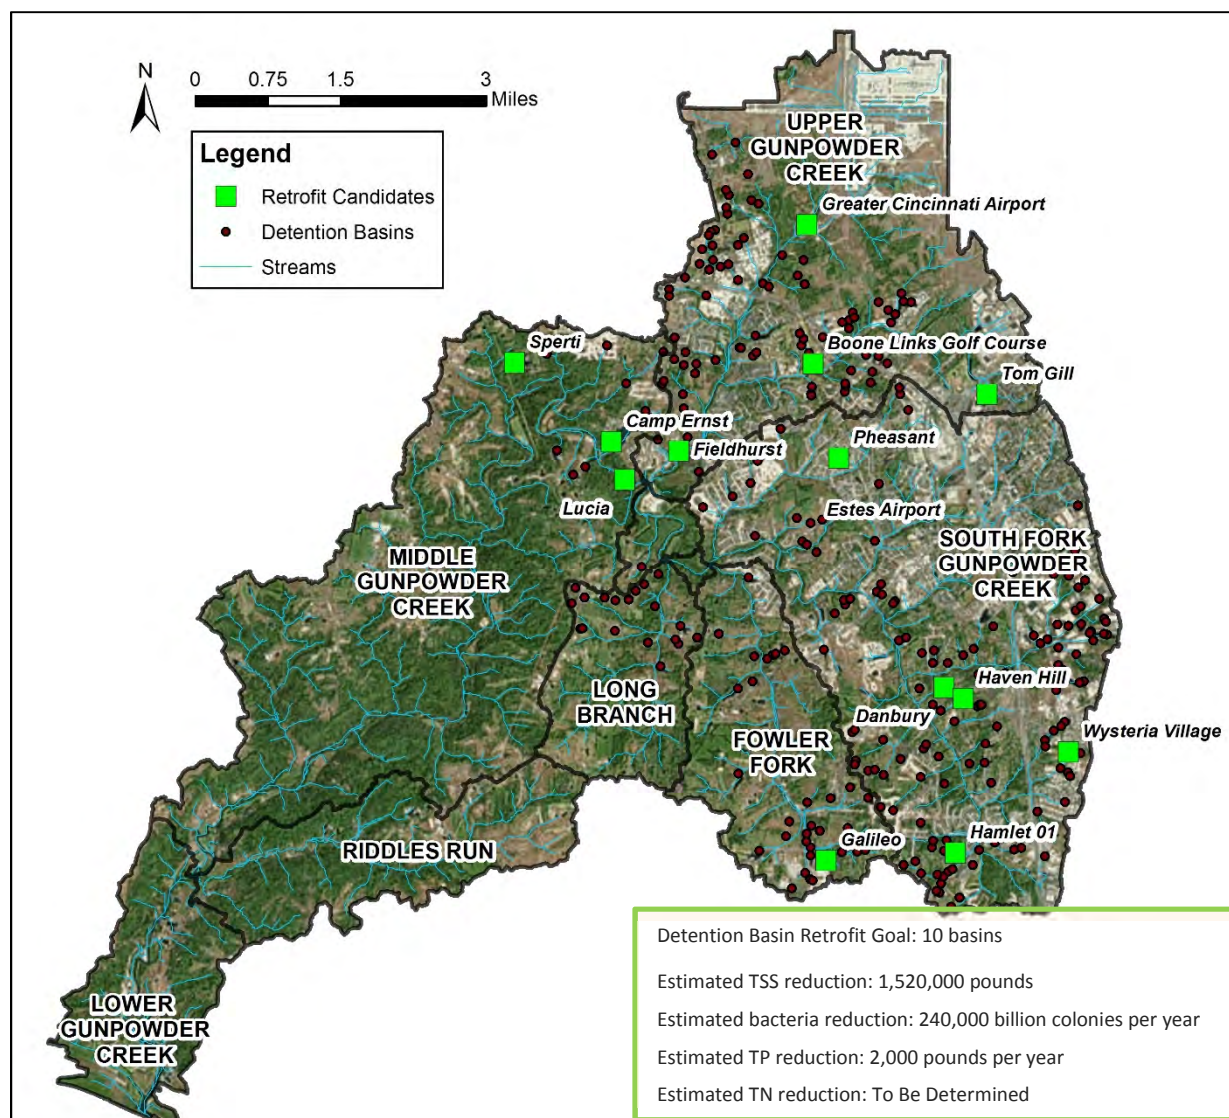 N
0 0.75 1.5 3
Miles
Legend
Retrofit Candidates
Detention Basins
Streams
UPPER
GUNPOWDER
CREEK
Greater Cincinnati Airport
Sperti
Boone Links Golf Course
Tom Gill
Camp Ernst
Fieldhurst
Pheasant
Lucia
Estes Airport
MIDDLE
GUNPOWDER
CREEK
SOUTH FORK
GUNPOWDER
CREEK
Haven Hill
LONG
BRANCH
Danbury
Wysteria Village
FOWLER
FORK
RIDDLES RUN
Galileo
Hamlet 01
LOWER
GUNPOWDER
CREEK
Detention Basin Retrofit Goal: 10 basins
Estimated TSS reduction: 1,520,000 pounds
Estimated bacteria reduction: 240,000 billion colonies per year
Estimated TP reduction: 2,000 pounds per year
Estimated TN reduction: To Be Determined